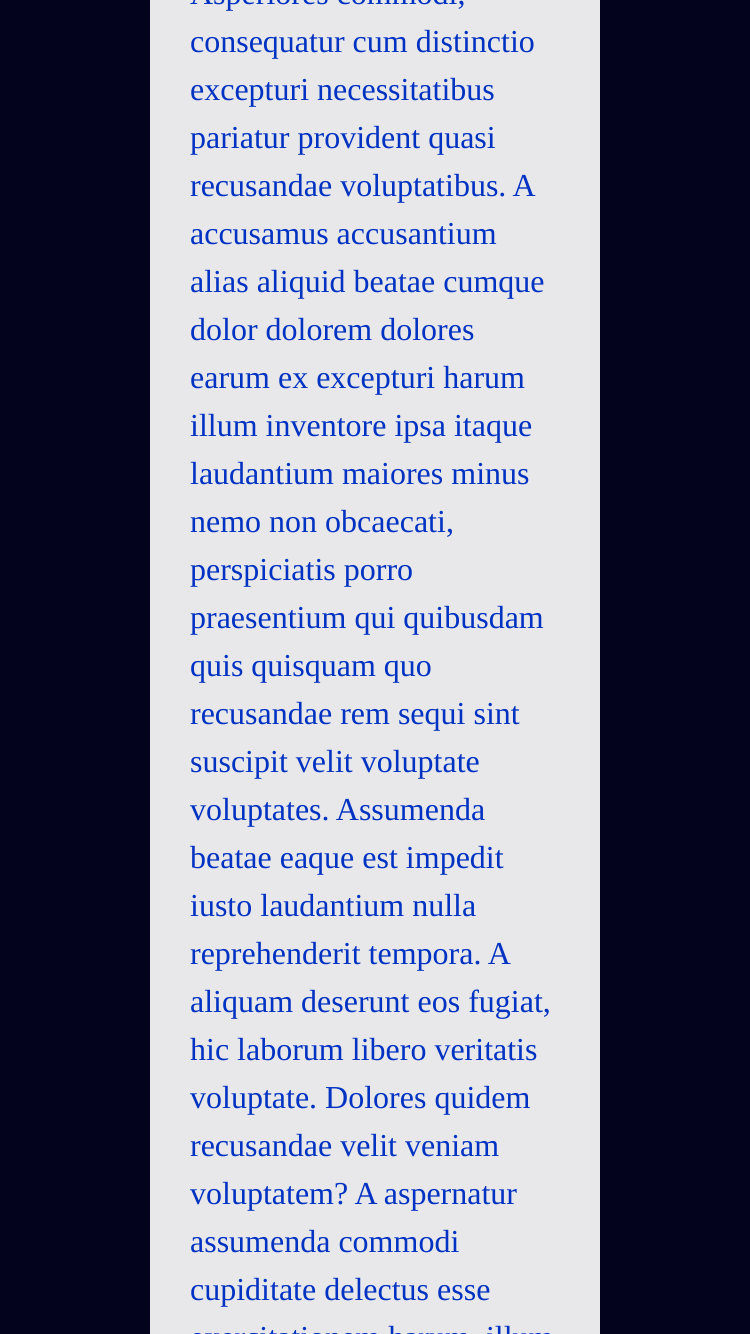 Asperiores commodi,
consequatur cum distinctio
excepturi necessitatibus
pariatur provident quasi
recusandae voluptatibus. A
accusamus accusantium
alias aliquid beatae cumque
dolor dolorem dolores
earum ex excepturi harum
illum inventore ipsa itaque
laudantium maiores minus
nemo non obcaecati,
perspiciatis porro
praesentium qui quibusdam
quis quisquam quo
recusandae rem sequi sint
suscipit velit voluptate
voluptates. Assumenda
beatae eaque est impedit
iusto laudantium nulla
reprehenderit tempora. A
aliquam deserunt eos fugiat,
hic laborum libero veritatis
voluptate. Dolores quidem
recusandae velit veniam
voluptatem? A aspernatur
assumenda commodi
cupiditate delectus esse